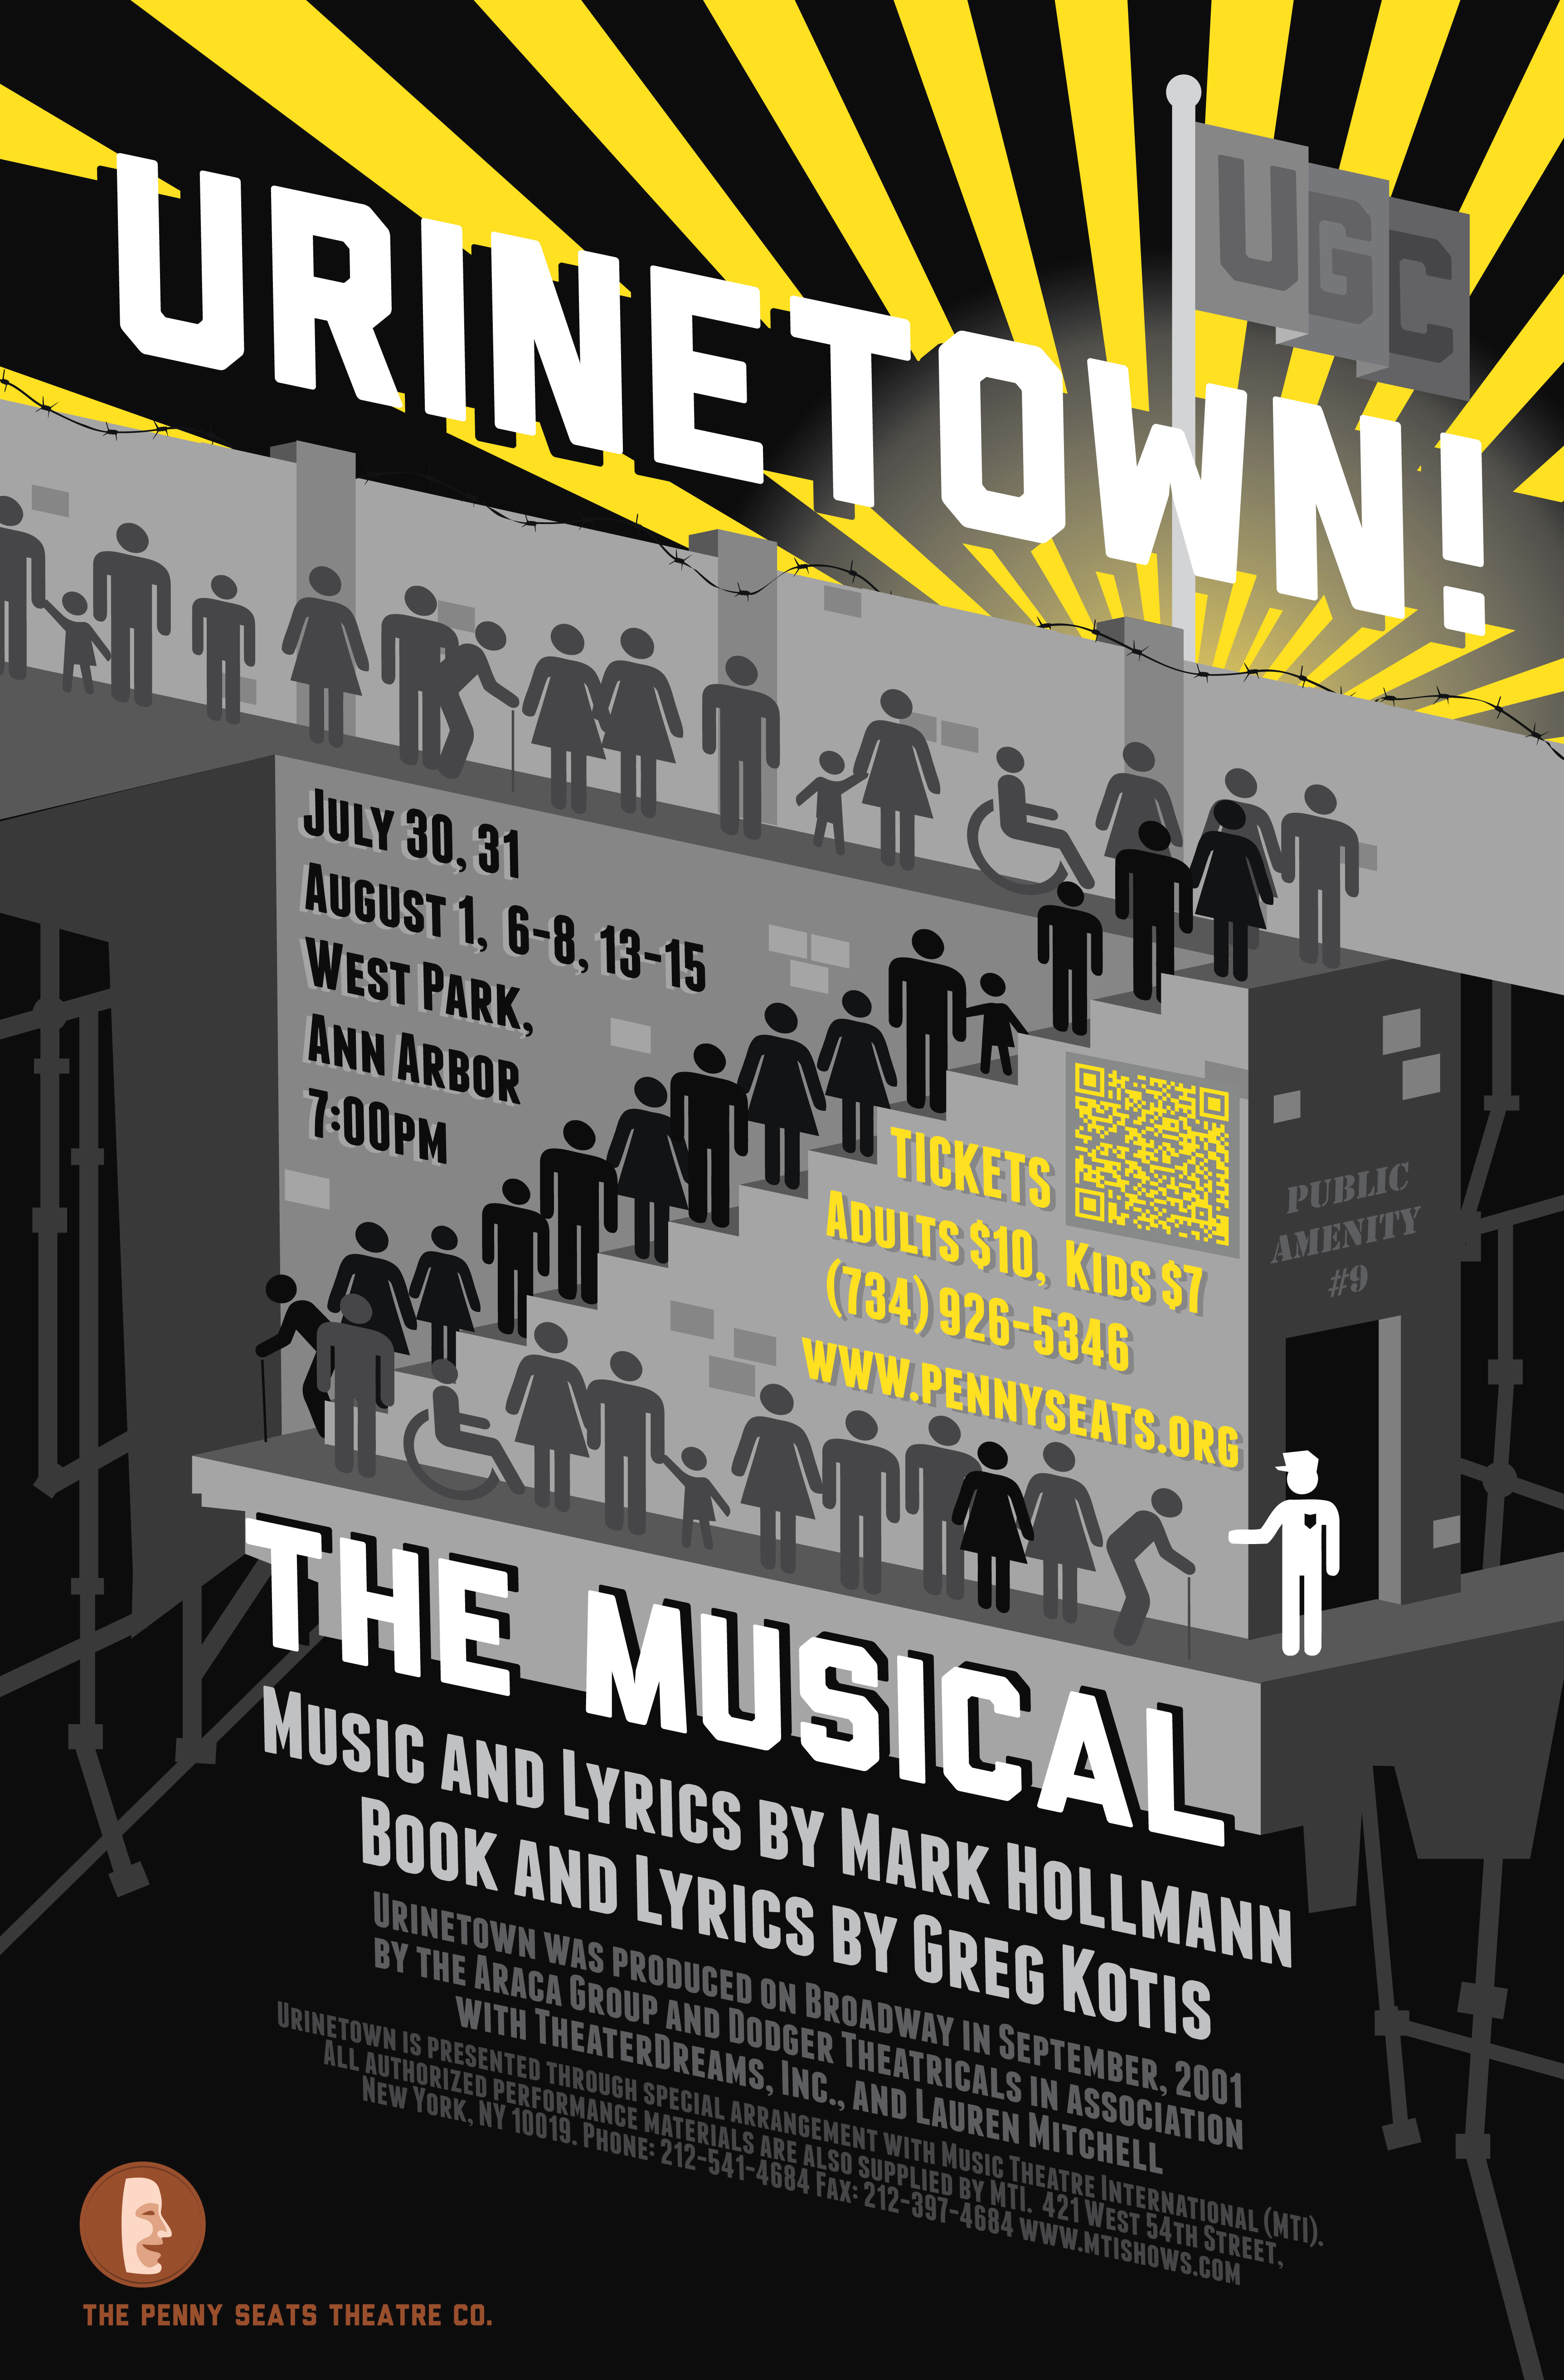 URINETOWN!
UGC
JULY 30, 31
AUGUST 1, 6-8, 13-15
WEST PARK,
ANN ARBOR
7:00PM
TICKETS
ADULTS $10, KIDS $7
(734) 926-5346
WWW.PENNYSEATS.ORG
PUBLIC
AMENITY
#9
THE MUSICAL
MUSIC AND LYRICS BY MARK HOLLMANN
BOOK AND LYRICS BY GREG KOTIS
URINETOWN WAS PRODUCED ON BROADWAY IN SEPTEMBER, 2001
BY THE ARACA GROUP AND DODGER THEATRICALS IN ASSOCIATION
WITH THEATERDREAMS, INC., AND LAUREN MITCHELL
URINETOWN IS PRESENTED THROUGH SPECIAL ARRANGEMENT WITH MUSIC THEATRE INTERNATIONAL (MTI).
ALL AUTHORIZED PERFORMANCE MATERIALS ARE ALSO SUPPLIED BY MTI. 421 WEST 54TH STREET,
NEW YORK, NY 10019. PHONE: 212-541-4684 FAX: 212-397-4684 WWW.MTISHOWS.COM
THE PENNY SEATS THEATRE CO.